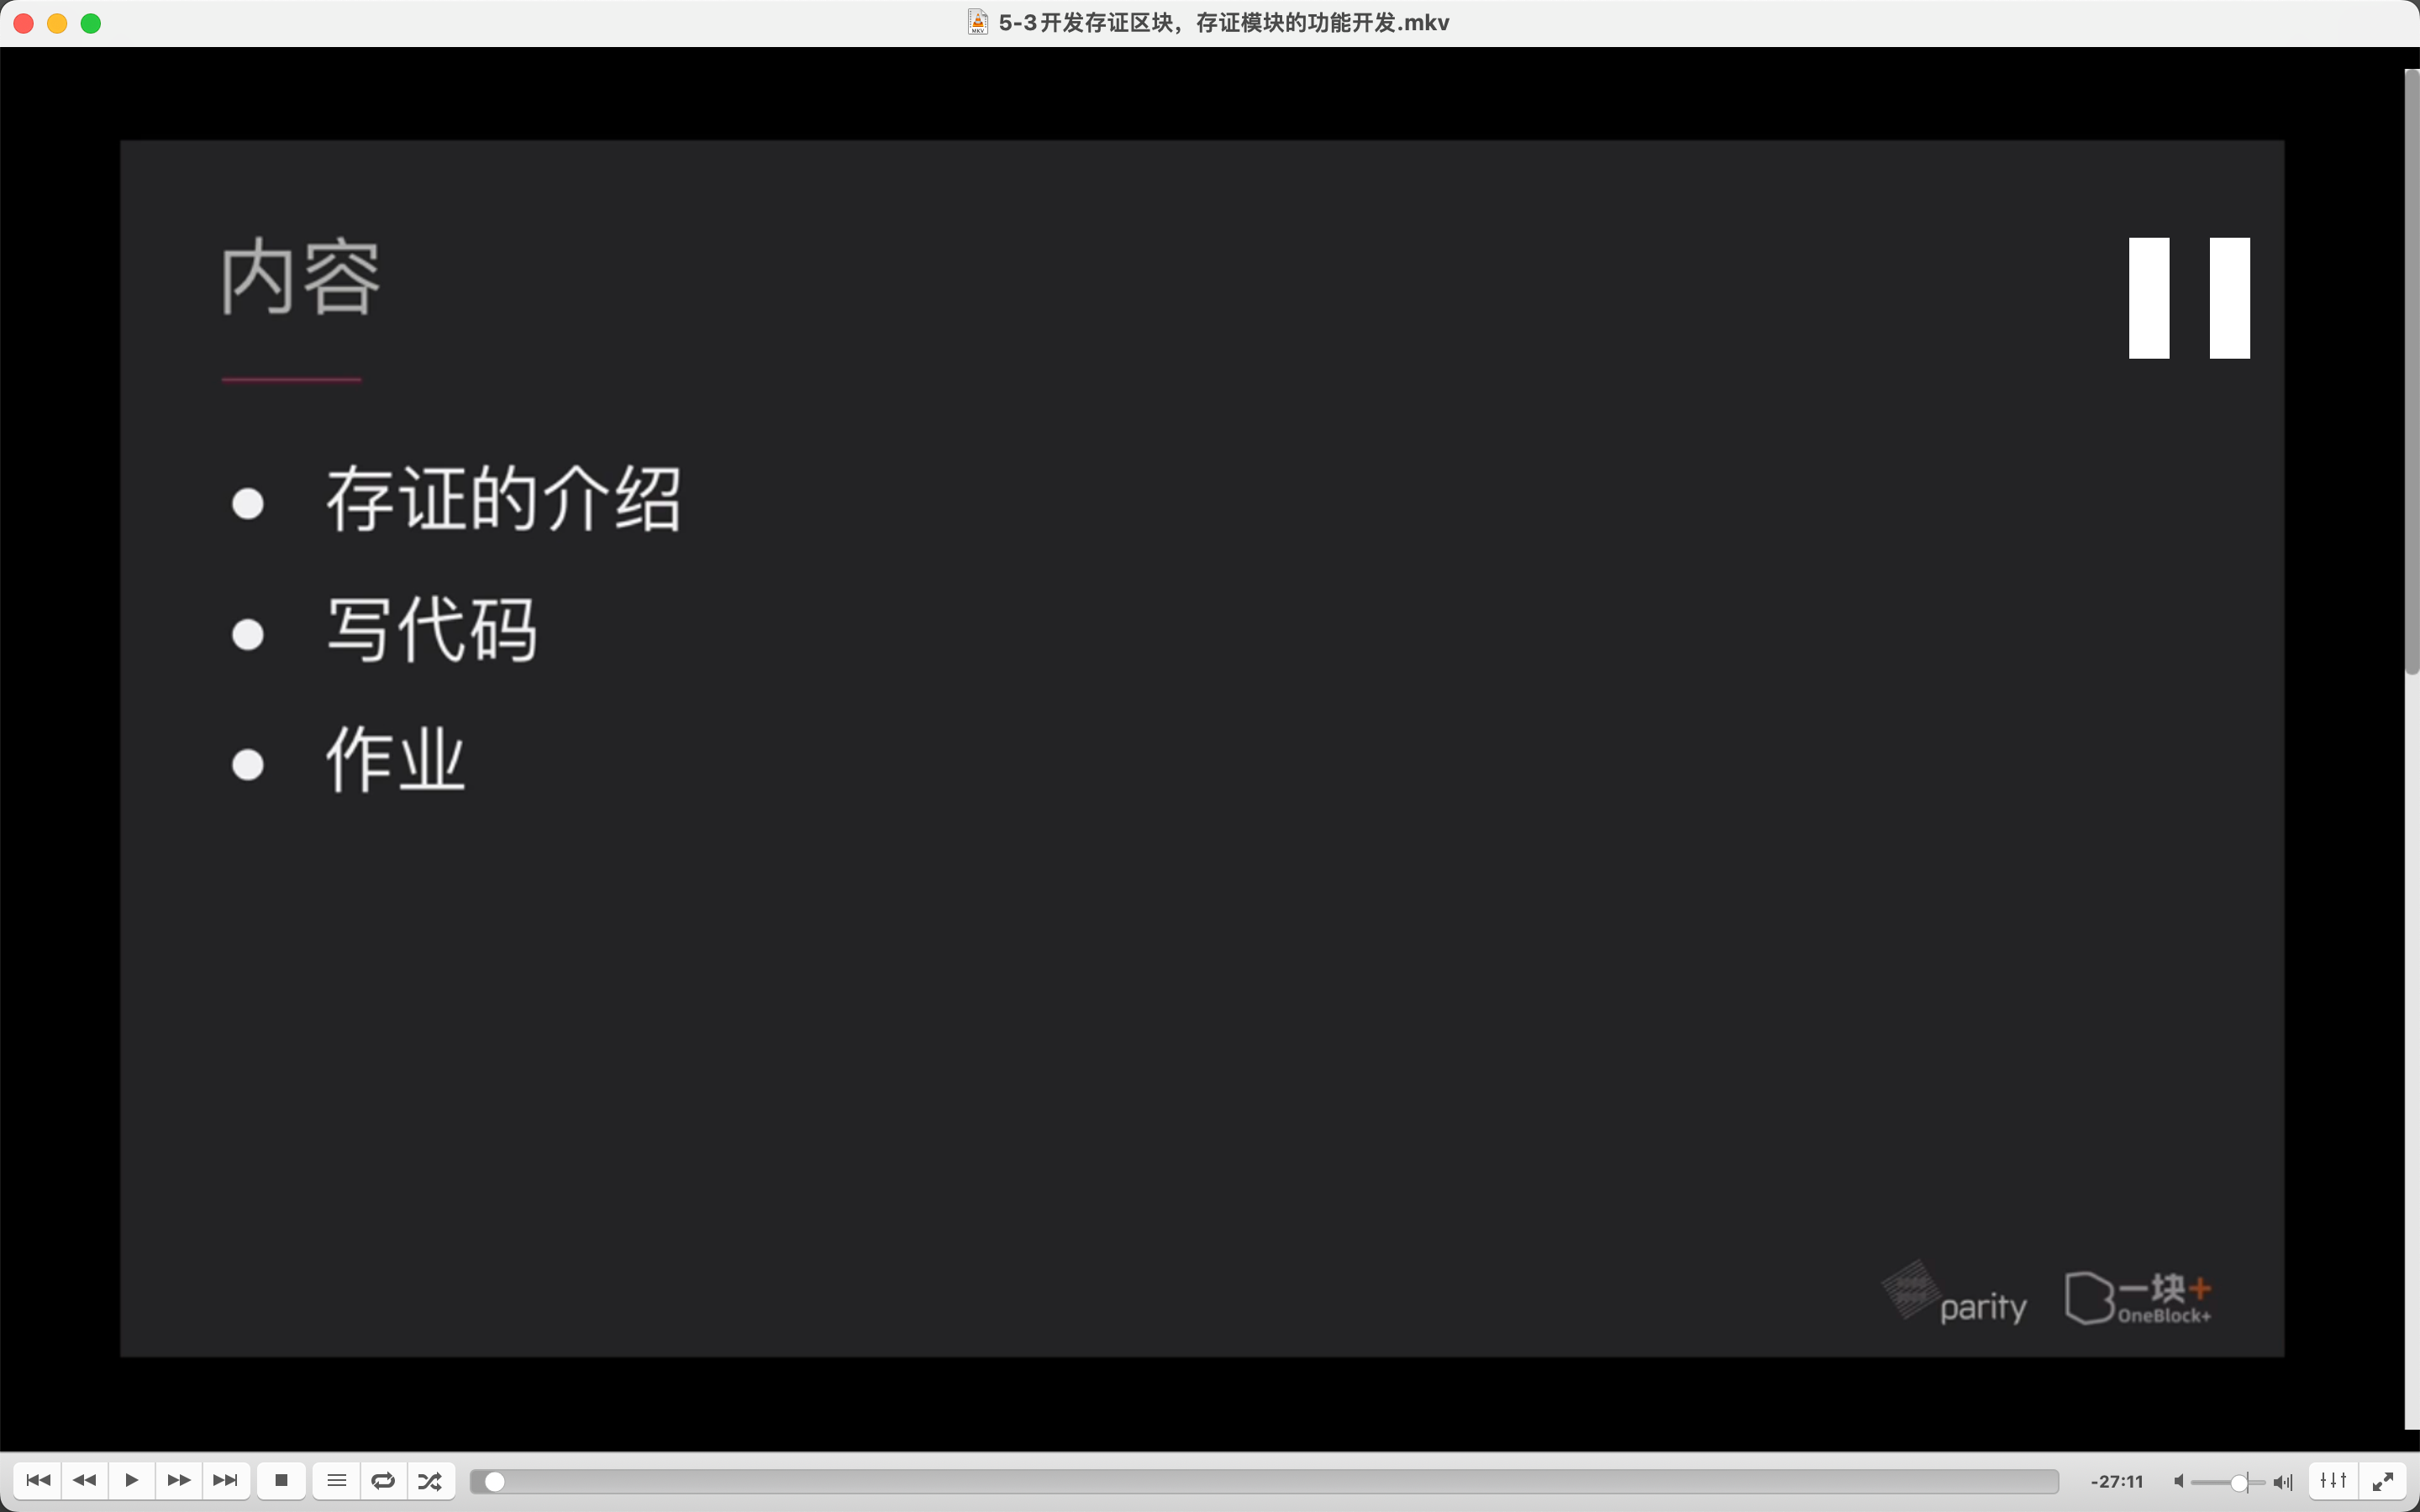 5-3开发存证区块，存证模块的功能开发.mkv
内容
● 存证的介绍
● 写代码
● 作业
parity
一块+
OneBlock+
-27:11